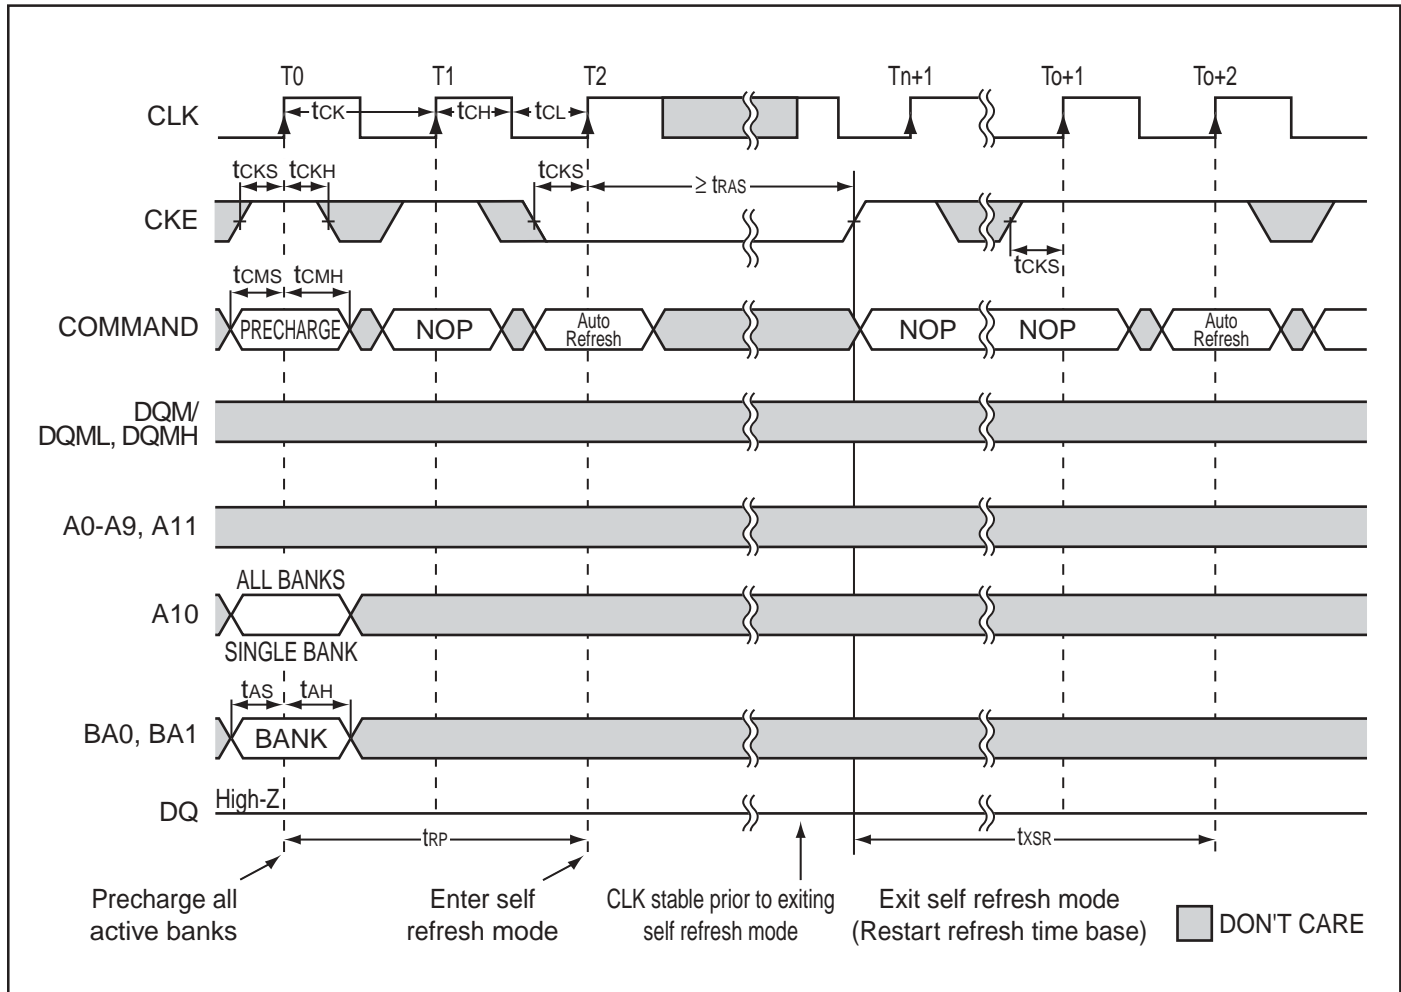 T0 T1 T2 Tn+1 To+1 To+2
CLK
tCK tCH tCL
tCKS tCKH tCKS ≥ tRAS
CKE
tCKS
tCMS tCMH
COMMAND PRECHARGE NOP Auto Refresh NOP NOP Auto Refresh
DQM/
DQML, DQMH
A0-A9, A11
ALL BANKS
A10
SINGLE BANK
tAS tAH
BA0, BA1 BANK
High-Z
DQ
tRP tXSR
Precharge all
active banks
Enter self
refresh mode
CLK stable prior to exiting
self refresh mode
Exit self refresh mode
(Restart refresh time base)
DON'T CARE